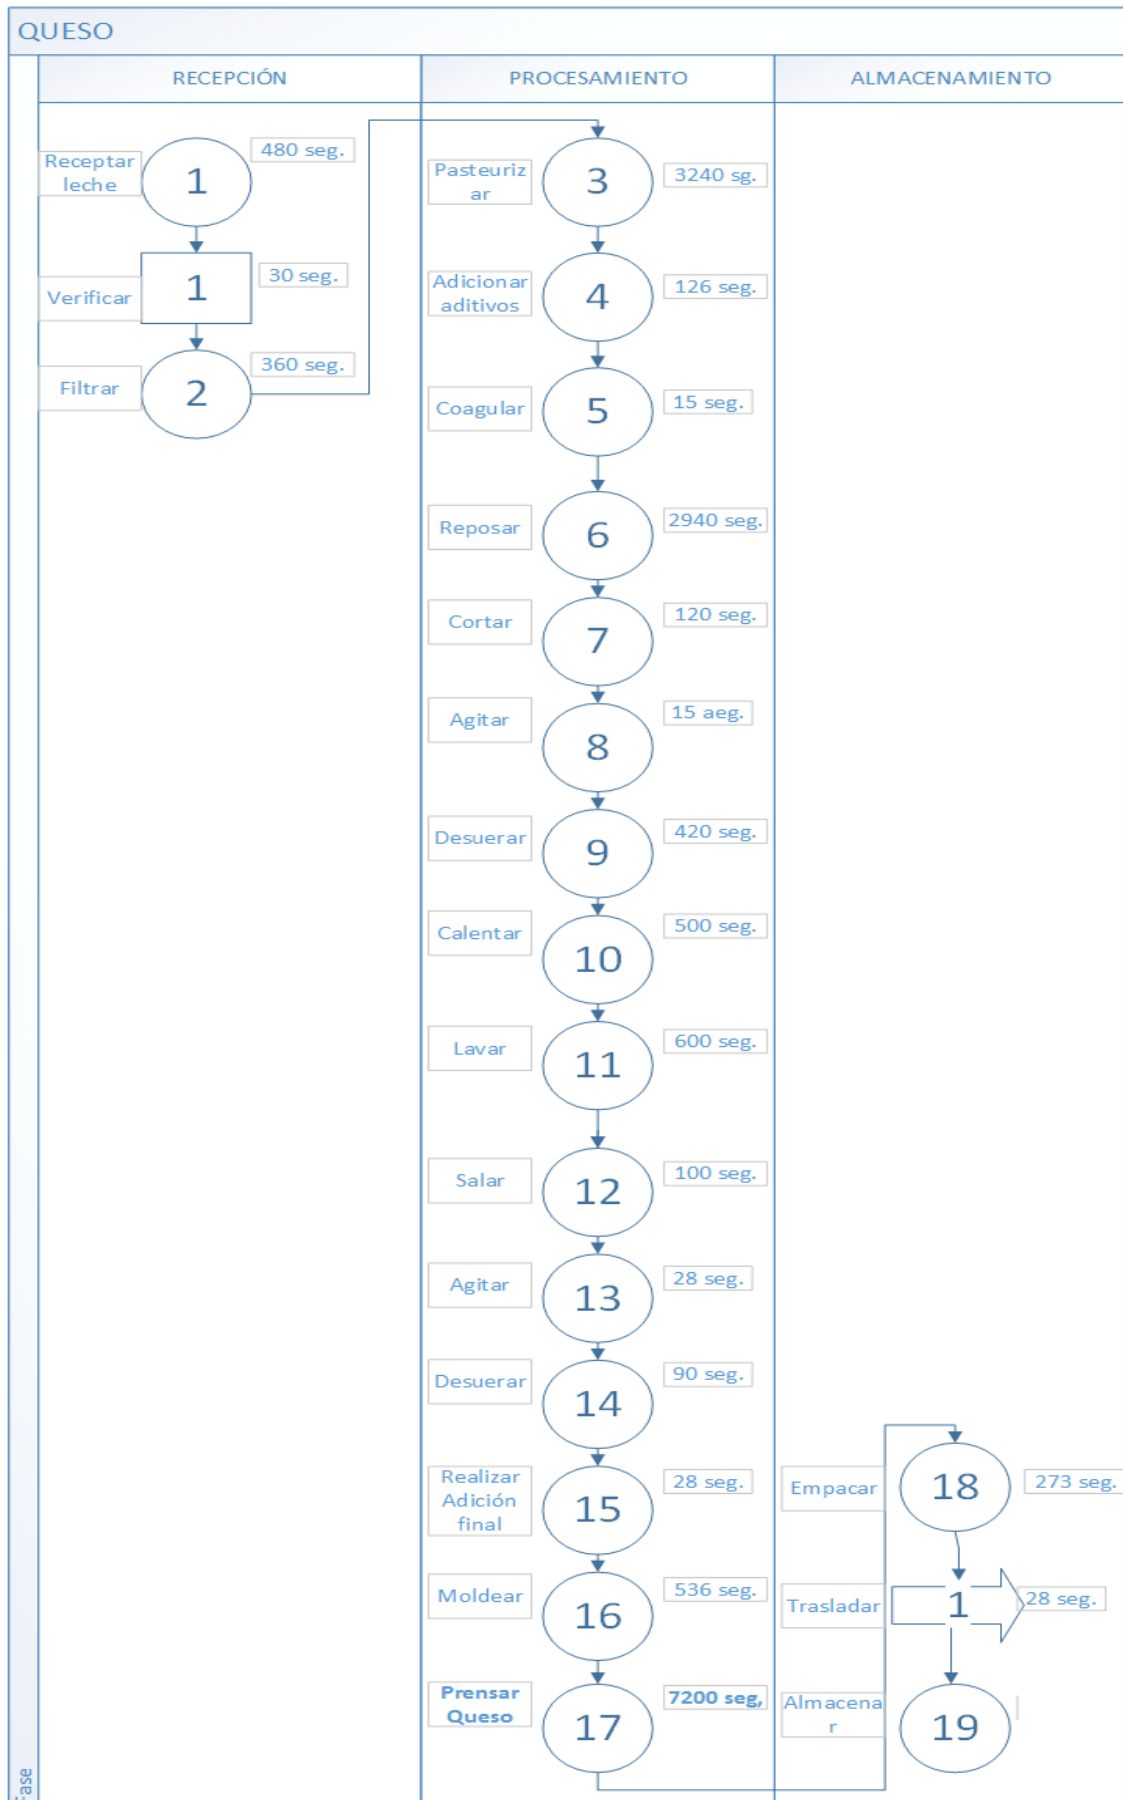 QUESO
RECEPCIÓN
PROCESAMIENTO
ALMACENAMIENTO
Receptar
leche
1
480 seg.
Verificar
1
30 seg.
Filtrar
2
360 seg.
Pasteuriz
ar
3
3240 sg.
Adicionar
aditivos
4
126 seg.
Coagular
5
15 seg.
Reposar
6
2940 seg.
Cortar
7
120 seg.
Agitar
8
15 aeg.
Desuerar
9
420 seg.
Calentar
10
500 seg.
Lavar
11
600 seg.
Salar
12
100 seg.
Agitar
13
28 seg.
Desuerar
14
90 seg.
Realizar
Adición
final
15
28 seg.
Moldear
16
536 seg.
Prensar
Queso
17
7200 seg,
Empacar
18
273 seg.
Trasladar
1
28 seg.
Almacena
r
19
Fase